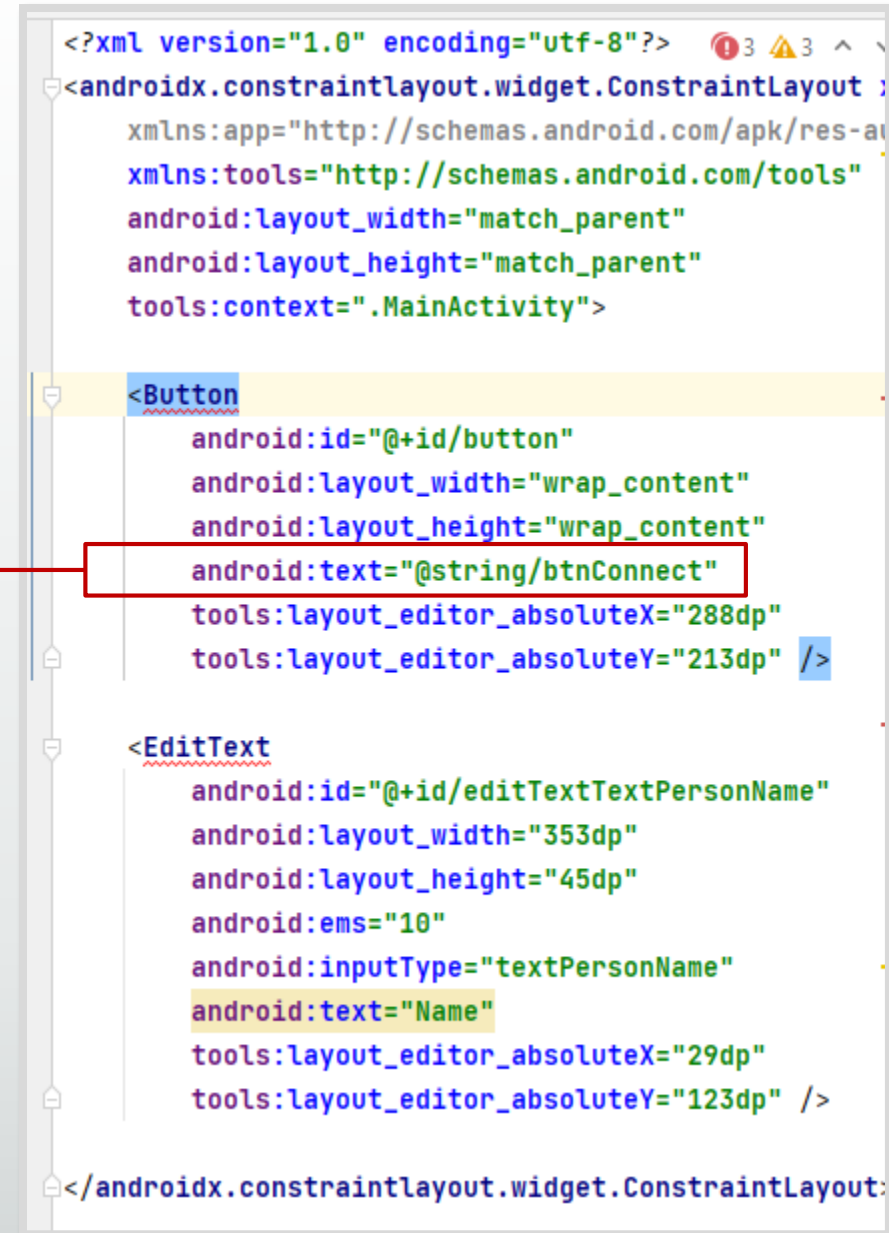 <?xml version="1.0" encoding="utf-8"?> 3 3
<androidx.constraintlayout.widget.ConstraintLayout
xmlns:app="http://schemas.android.com/apk/res-au
xmlns:tools="http://schemas.android.com/tools"
android:layout_width="match_parent"
android:layout_height="match_parent"
tools:context=".MainActivity">
<Button
android:id="@+id/button"
android:layout_width="wrap_content"
android:layout_height="wrap_content"
android:text="@string/btnConnect"
tools:layout_editor_absoluteX="288dp"
tools:layout_editor_absoluteY="213dp" />
<EditText
android:id="@+id/editTextTextPersonName"
android:layout_width="353dp"
android:layout_height="45dp"
android:ems="10"
android:inputType="textPersonName"
android:text="Name"
tools:layout_editor_absoluteX="29dp"
tools:layout_editor_absoluteY="123dp" />
</androidx.constraintlayout.widget.ConstraintLayout>